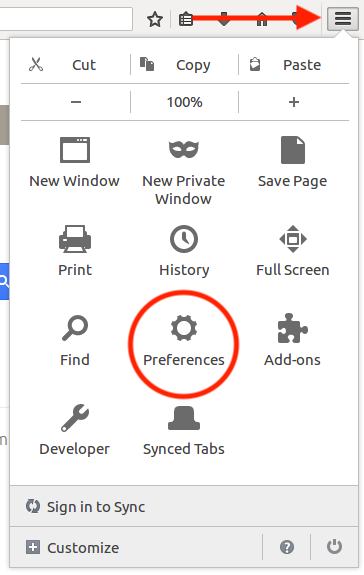 Cut Copy Paste
− 100% +
New Window New Private Window Save Page
Print History Full Screen
Find Preferences Add-ons
Developer Synced Tabs
Sign in to Sync
Customize ?
m